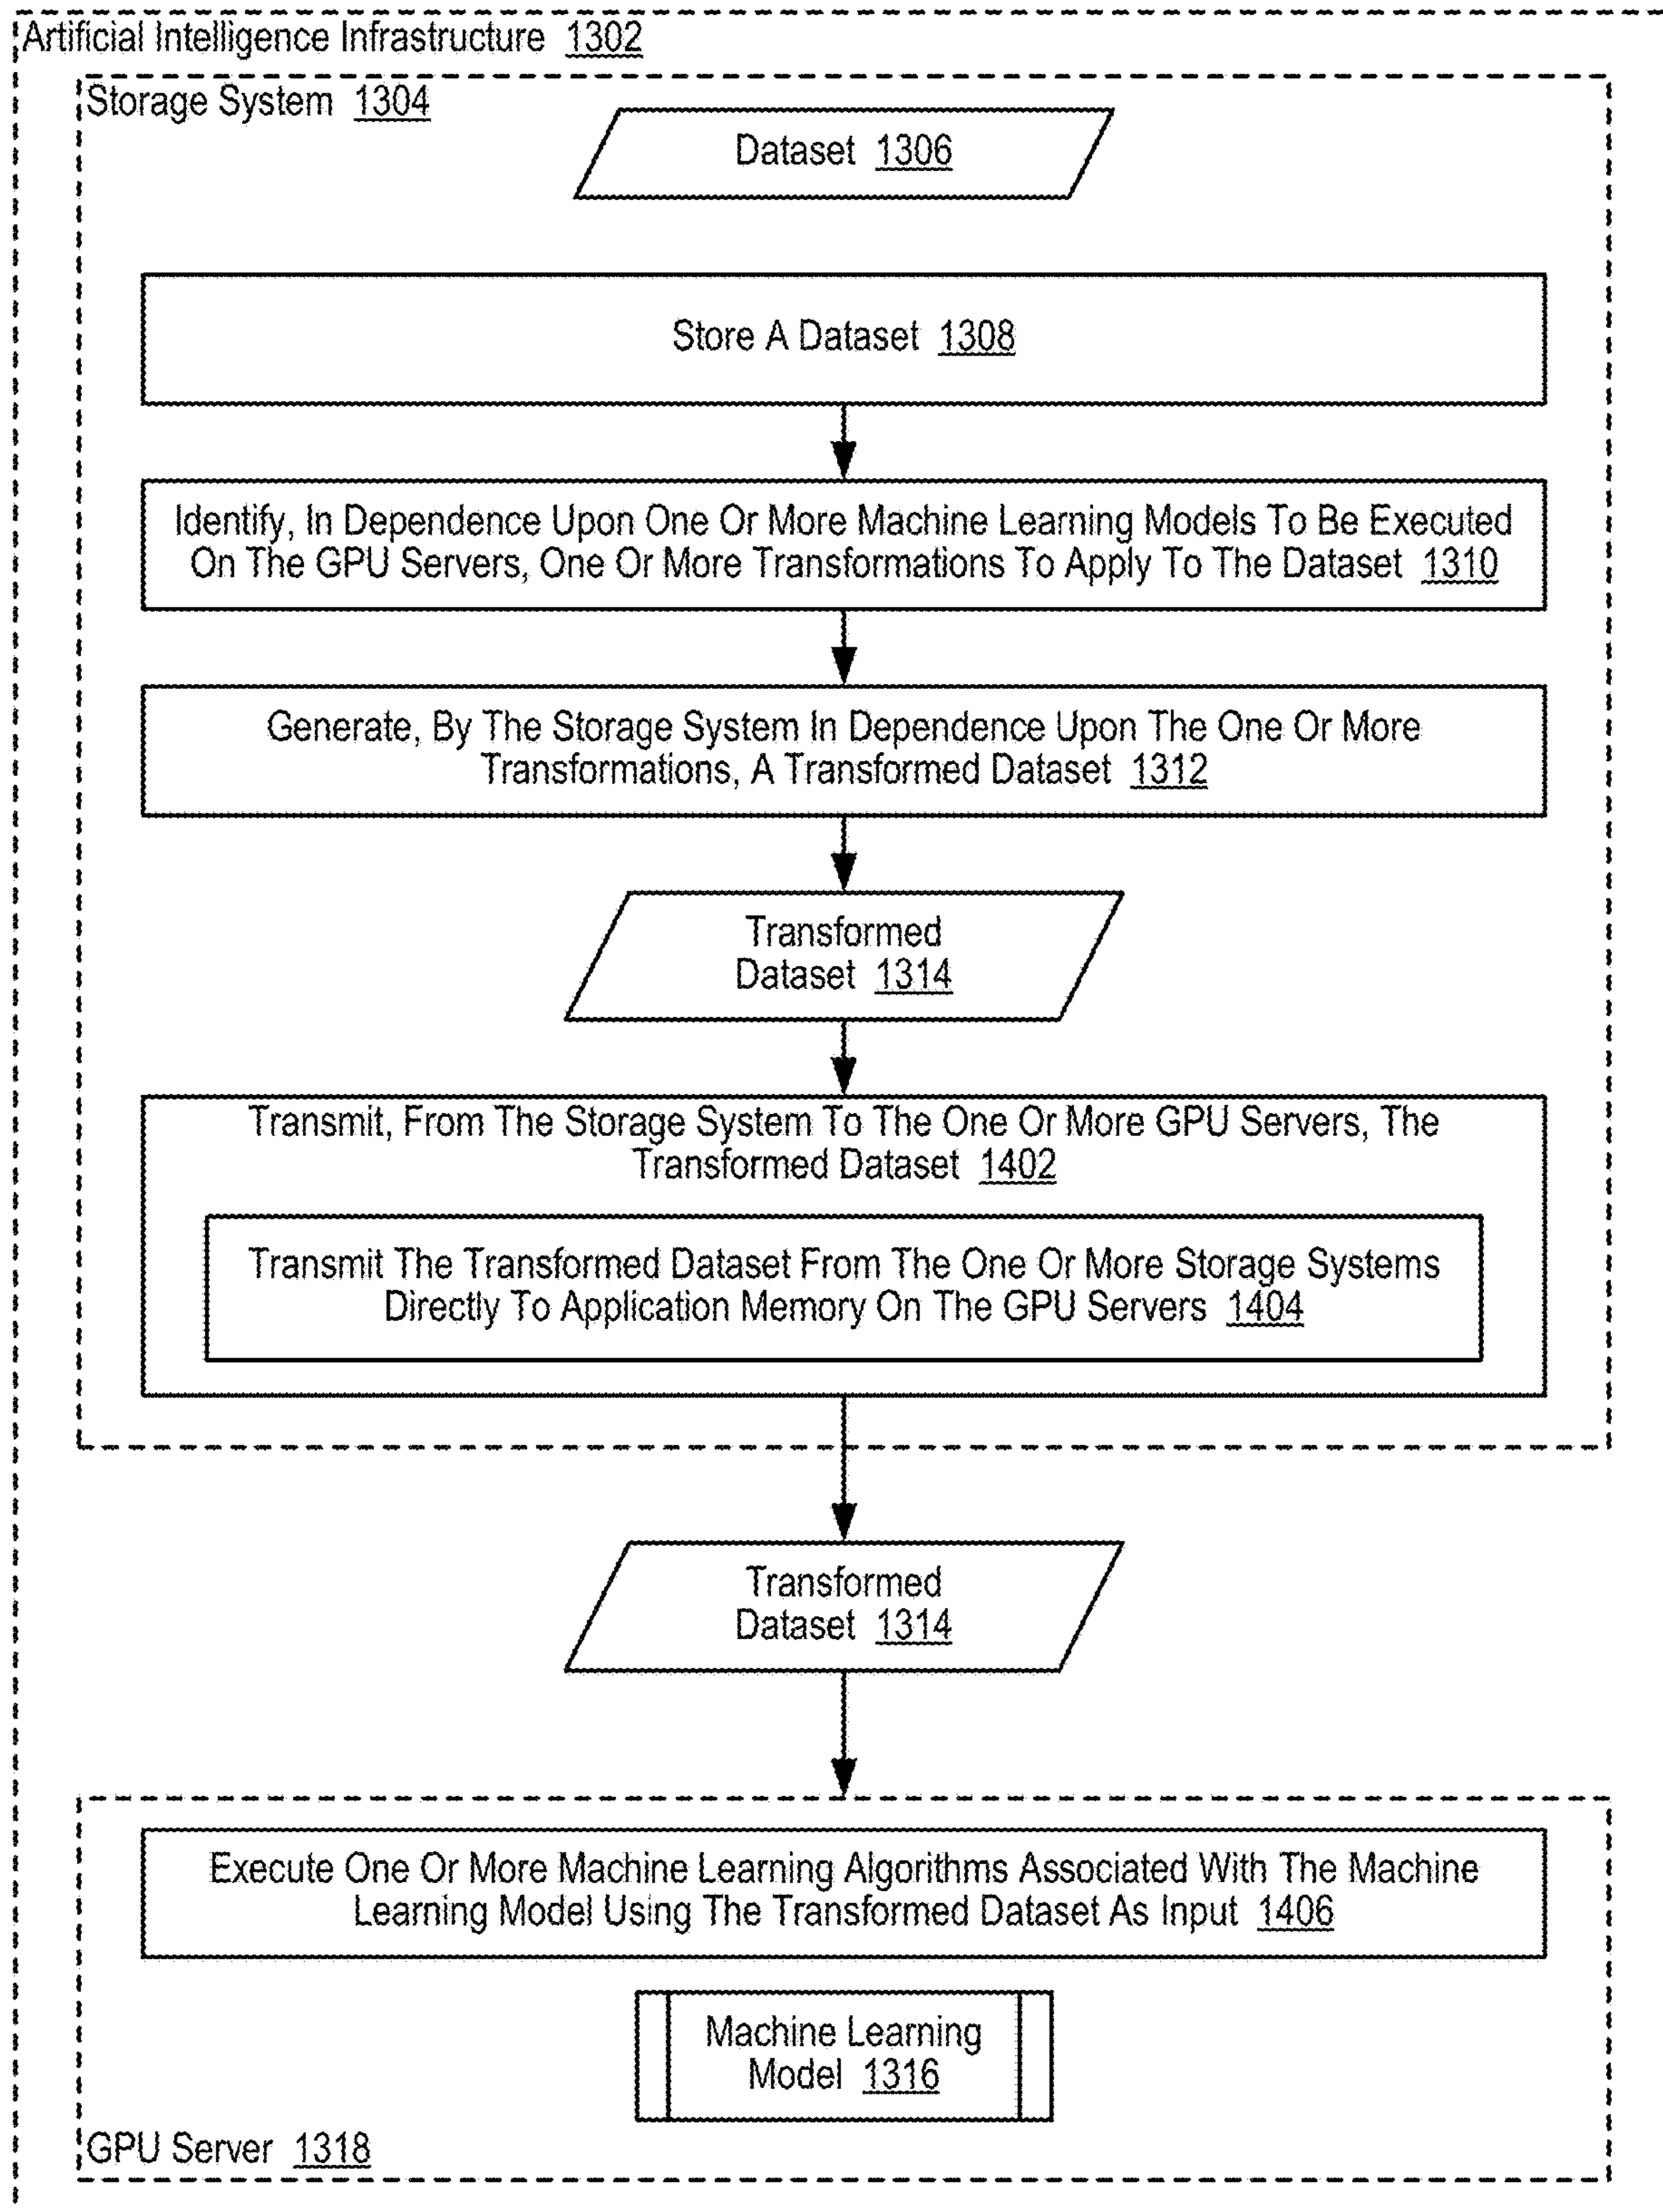 Artificial Intelligence Infrastructure 1302
Storage System 1304
Dataset 1306
Store A Dataset 1308
Identify, In Dependence Upon One Or More Machine Learning Models To Be Executed
On The GPU Servers, One Or More Transformations To Apply To The Dataset 1310
Generate, By The Storage System In Dependence Upon The One Or More
Transformations, A Transformed Dataset 1312
Transformed
Dataset 1314
Transmit, From The Storage System To The One Or More GPU Servers, The
Transformed Dataset 1402
Transmit The Transformed Dataset From The One Or More Storage Systems
Directly To Application Memory On The GPU Servers 1404
Transformed
Dataset 1314
Execute One Or More Machine Learning Algorithms Associated With The Machine
Learning Model Using The Transformed Dataset As Input 1406
Machine Learning
Model 1316
GPU Server 1318